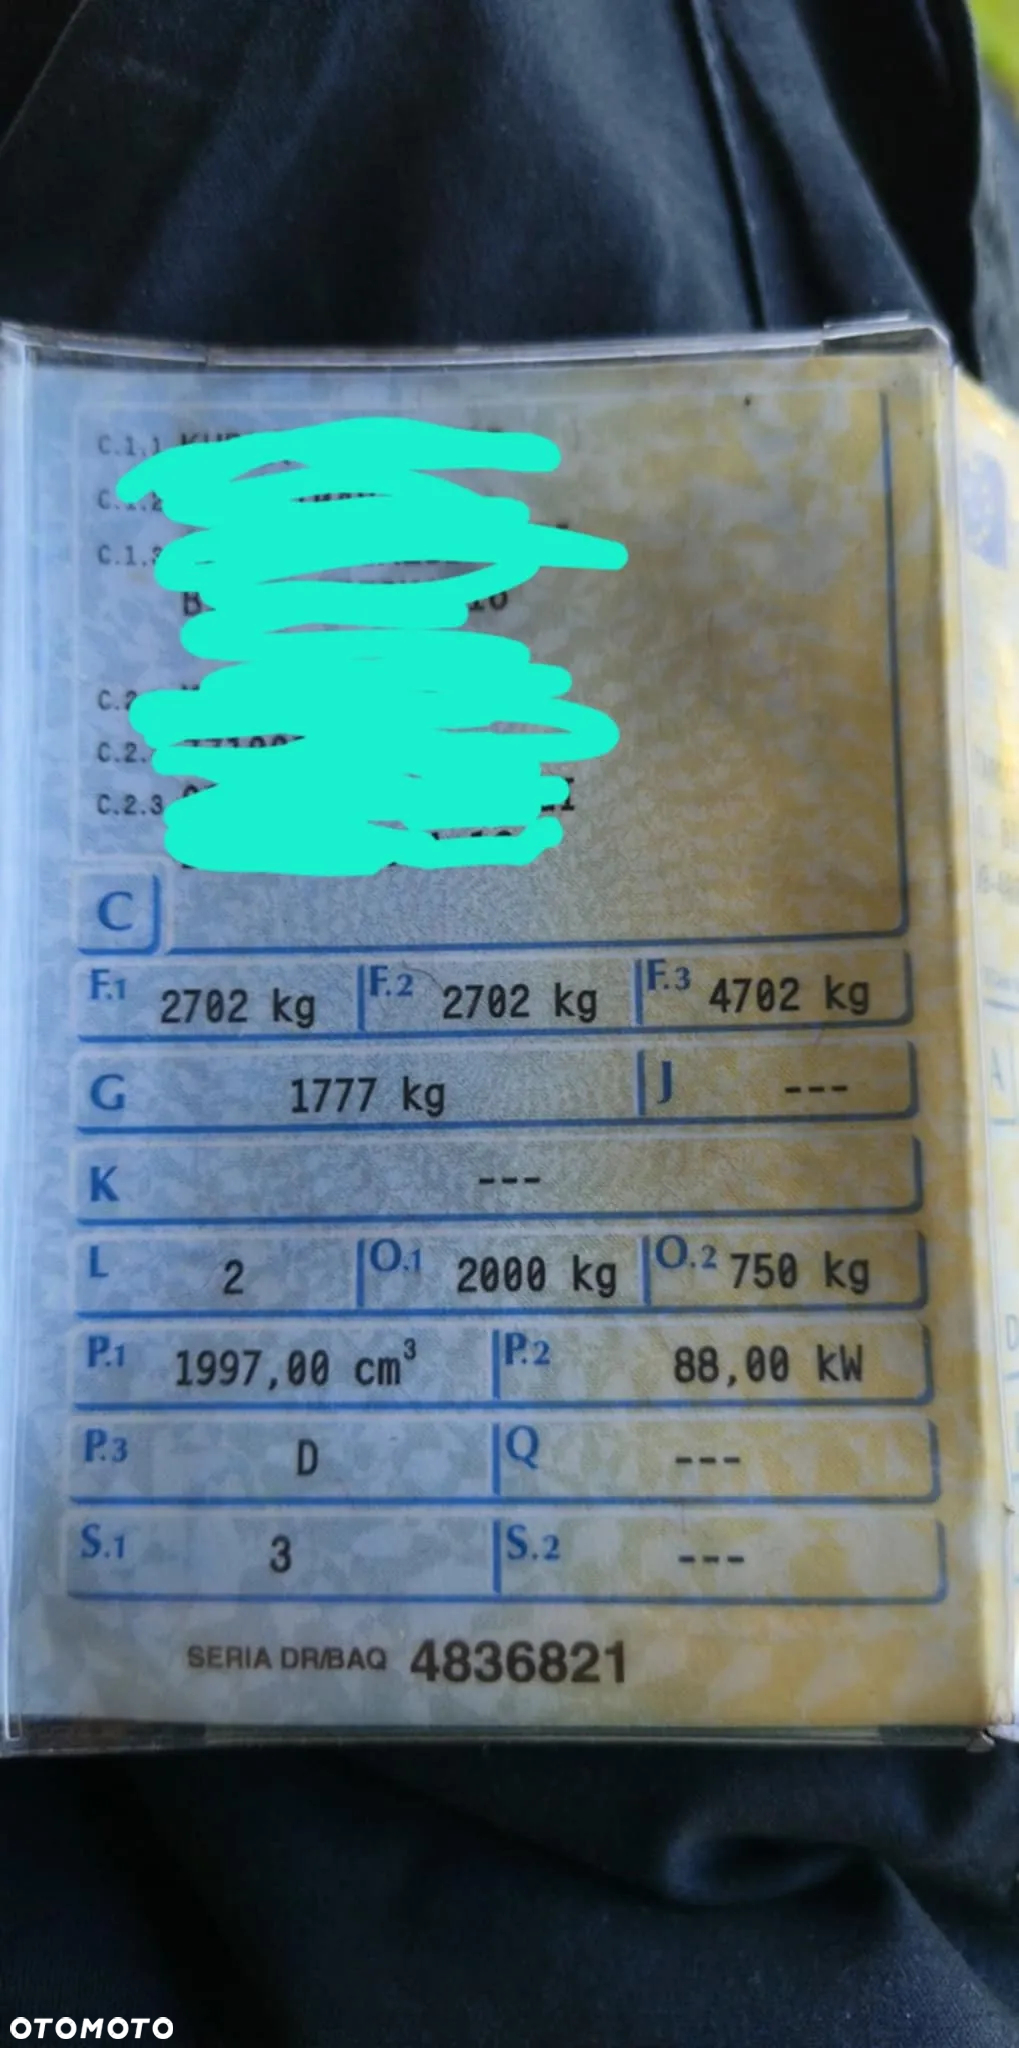 C.1.1
C.1.2
C.1.3
C.2.3
C
F.1 2702 kg F.2 2702 kg F.3 4702 kg
G 1777 kg J ---
K ---
L 2 O.1 2000 kg O.2 750 kg
P.1 1997,00 cm³ P.2 88,00 kW
P.3 D Q ---
S.1 3 S.2 ---
SERIA DR/BAQ 4836821
OTOMOTO